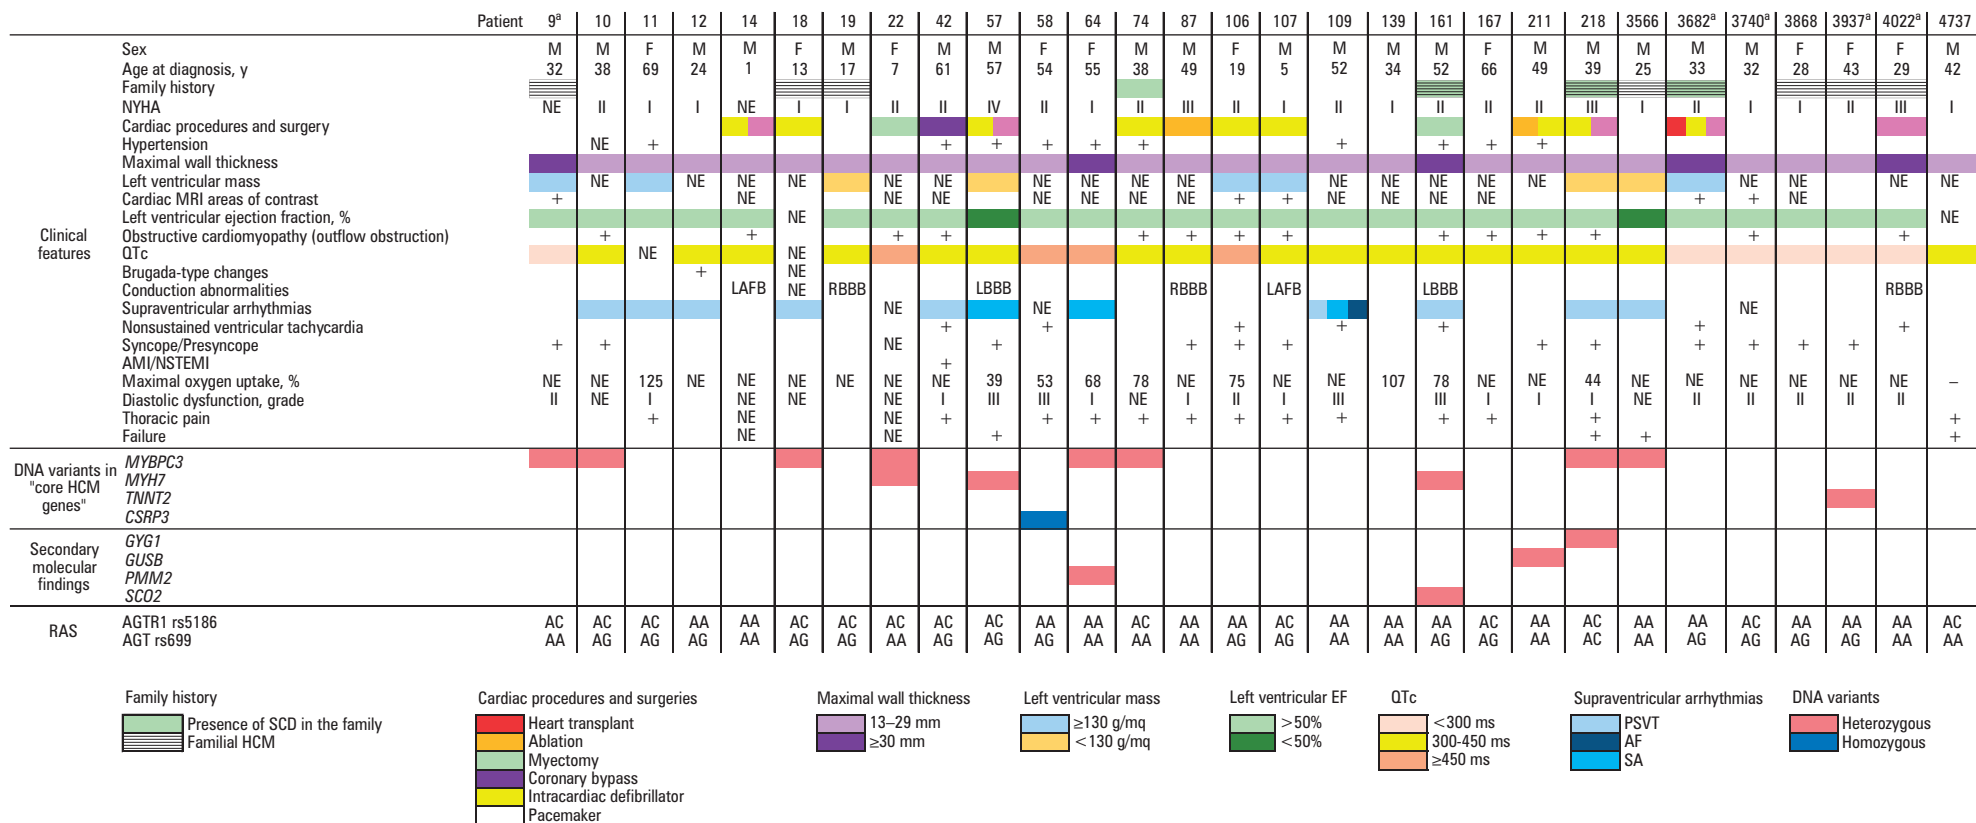 Patient 9a 10 11 12 14 18 19 22 42 57 58 64 74 87 106 107 109 139 161 167 211 218 3566 3682a 3740a 3868 3937a 4022a 4737
Clinical features
Sex M M F M M F M F M M F F M M F M M M M F M M M M M F F F M
Age at diagnosis, y 32 38 69 24 1 13 17 7 61 57 54 55 38 49 19 5 52 34 52 66 49 39 25 33 32 28 43 29 42
Family history
NYHA NE II I I NE I I II II IV II I II III II I II I II II II III I II I I II III I
Cardiac procedures and surgery
Hypertension NE + + + + + + + + + +
Maximal wall thickness
Left ventricular mass NE NE NE NE NE NE NE NE NE NE NE NE NE NE NE NE NE NE NE
Cardiac MRI areas of contrast + NE NE NE NE NE NE NE + + NE NE NE NE + + NE
Left ventricular ejection fraction, % NE NE
Obstructive cardiomyopathy (outflow obstruction) + + + + + + + + + + + + + +
QTc NE NE
Brugada-type changes + NE
Conduction abnormalities LAFB NE RBBB LBBB RBBB LAFB LBBB RBBB
Supraventricular arrhythmias NE NE NE
Nonsustained ventricular tachycardia + + + + + + +
Syncope/Presyncope + + NE + + + + + + + + + +
AMI/NSTEMI +
Maximal oxygen uptake, % NE NE 125 NE NE NE NE NE NE 39 53 68 78 NE 75 NE NE 107 78 NE NE 44 NE NE NE NE NE NE –
Diastolic dysfunction, grade II NE I NE NE NE I III III I NE I II I III III I I I NE II II II II II
Thoracic pain + NE NE + + + + + + + + + + + +
Failure NE NE + + + +
DNA variants in "core HCM genes"
MYBPC3
MYH7
TNNT2
CSRP3
Secondary molecular findings
GYG1
GUSB
PMM2
SCO2
RAS
AGTR1 rs5186 AC AC AC AA AA AC AC AC AC AC AA AA AC AA AA AC AA AA AA AC AA AC AA AA AC AA AA AA AC
AGT rs699 AA AG AG AG AA AG AG AG AG AG AA AG AG AA AG AG AA AA AG AG AA AC AA AG AG AG AG AA AA
Family history
Presence of SCD in the family
Familial HCM
Cardiac procedures and surgeries
Heart transplant
Ablation
Myectomy
Coronary bypass
Intracardiac defibrillator
Pacemaker
Maximal wall thickness
13–29 mm
≥30 mm
Left ventricular mass
≥130 g/mq
<130 g/mq
Left ventricular EF
>50%
<50%
QTc
<300 ms
300-450 ms
≥450 ms
Supraventricular arrhythmias
PSVT
AF
SA
DNA variants
Heterozygous
Homozygous